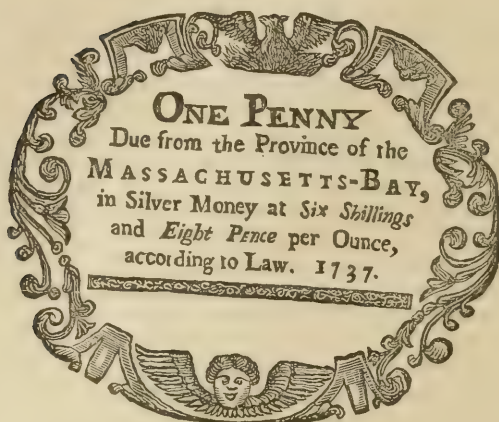 ONE PENNY
Due from the Province of the
MASSACHUSETTS-BAY,
in Silver Money at Six Shillings
and Eight Pence per Ounce,
according to Law. 1737.